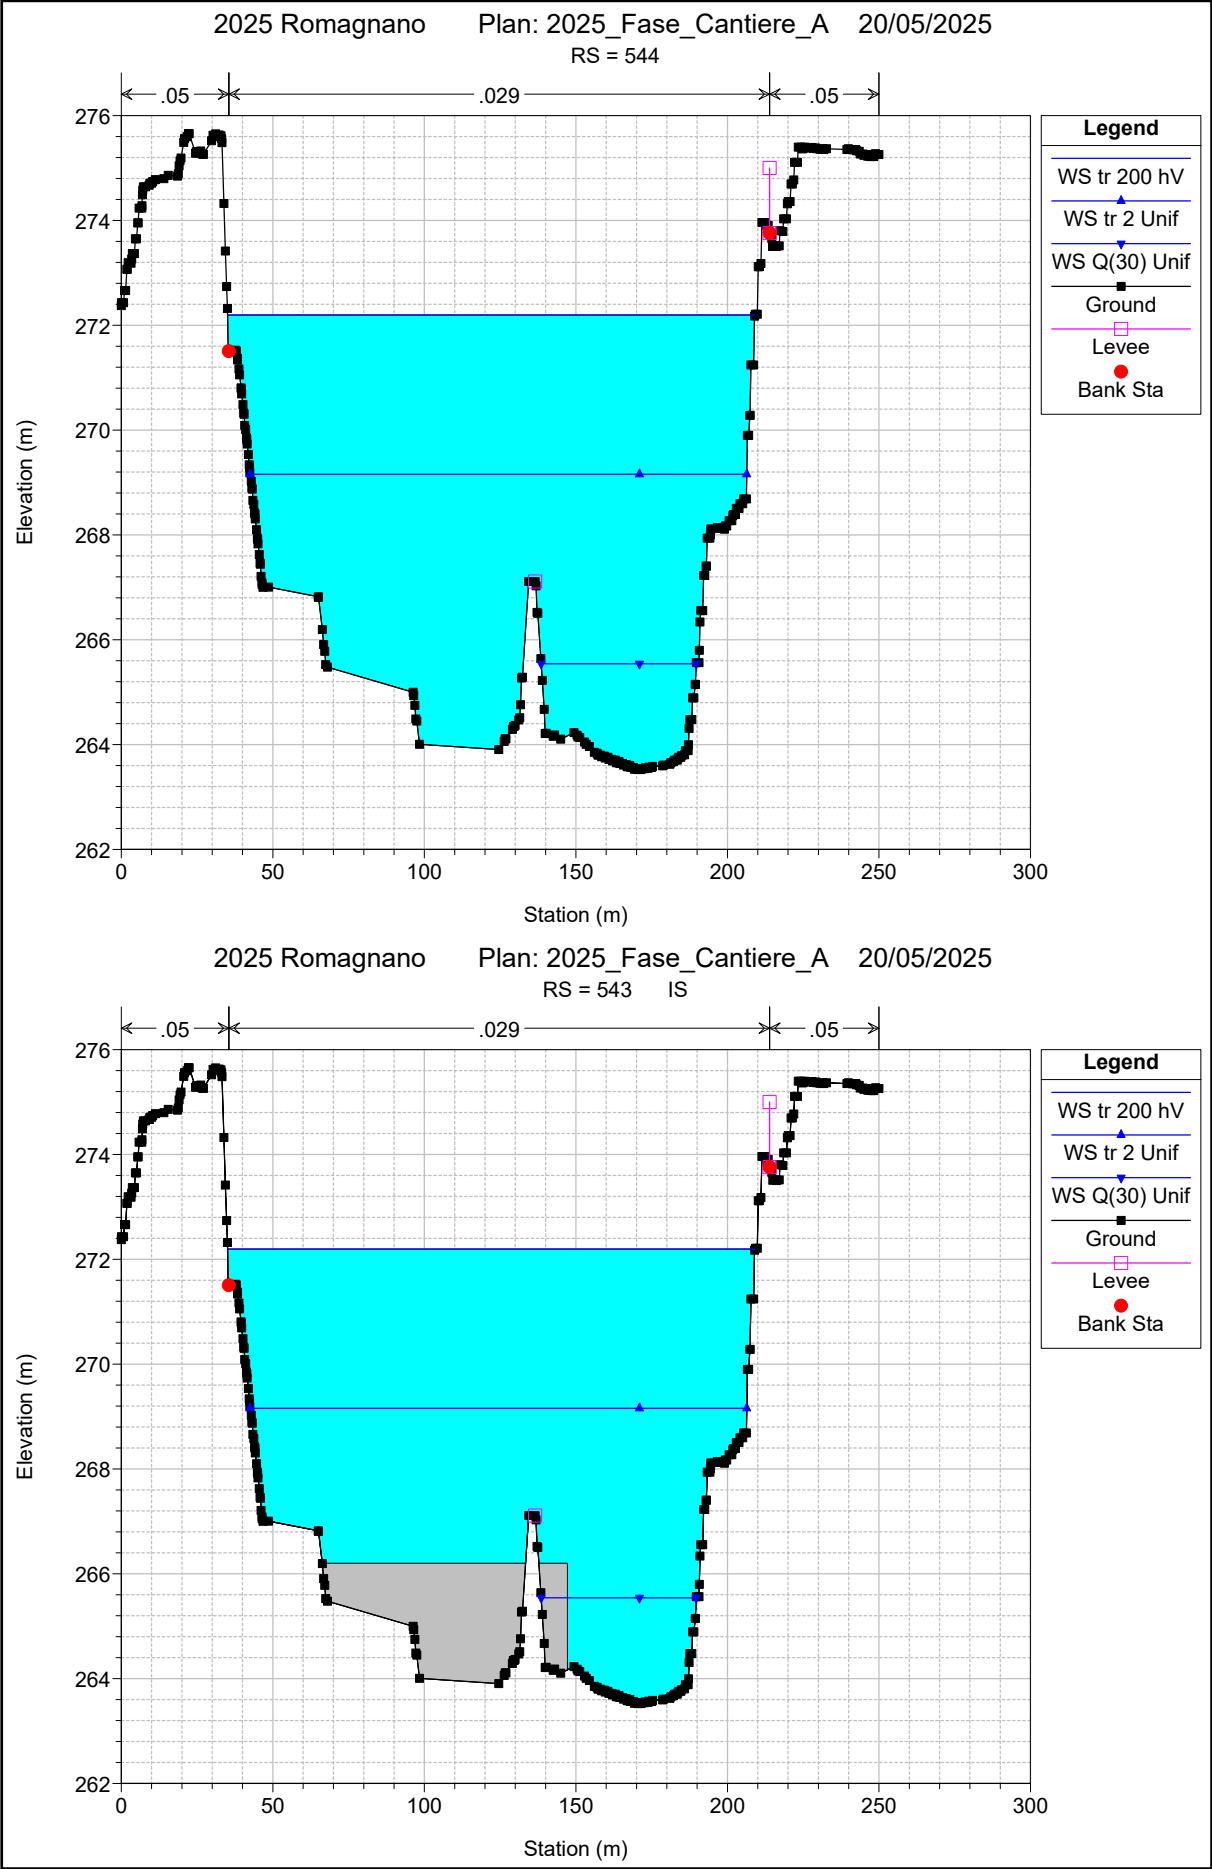 2025 Romagnano Plan: 2025_Fase_Cantiere_A 20/05/2025
RS = 544
.05 .029 .05
276
274
272
270
268
266
264
262
Elevation (m)
0 50 100 150 200 250 300
Station (m)
Legend
WS tr 200 hV
WS tr 2 Unif
WS Q(30) Unif
Ground
Levee
Bank Sta
2025 Romagnano Plan: 2025_Fase_Cantiere_A 20/05/2025
RS = 543 IS
.05 .029 .05
276
274
272
270
268
266
264
262
Elevation (m)
0 50 100 150 200 250 300
Station (m)
Legend
WS tr 200 hV
WS tr 2 Unif
WS Q(30) Unif
Ground
Levee
Bank Sta